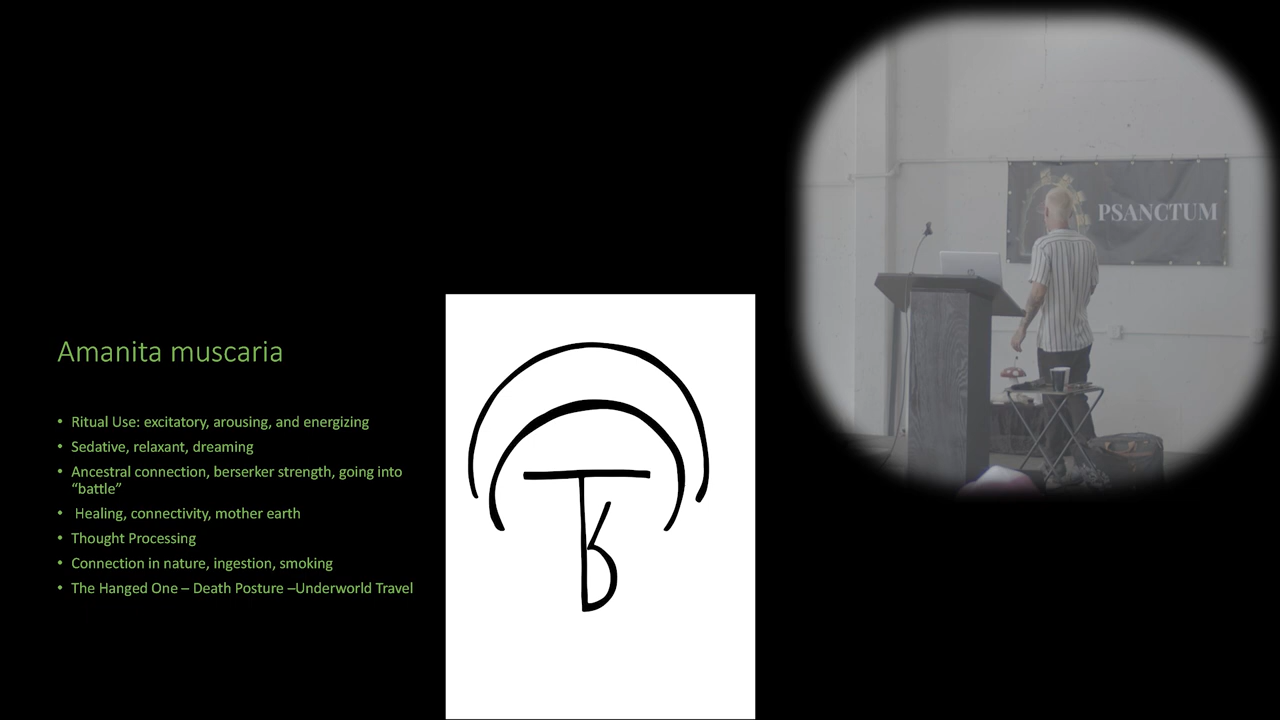 PSANCTUM
Amanita muscaria
• Ritual Use: excitatory, arousing, and energizing
• Sedative, relaxant, dreaming
• Ancestral connection, berserker strength, going into
“battle”
• Healing, connectivity, mother earth
• Thought Processing
• Connection in nature, ingestion, smoking
• The Hanged One – Death Posture –Underworld Travel